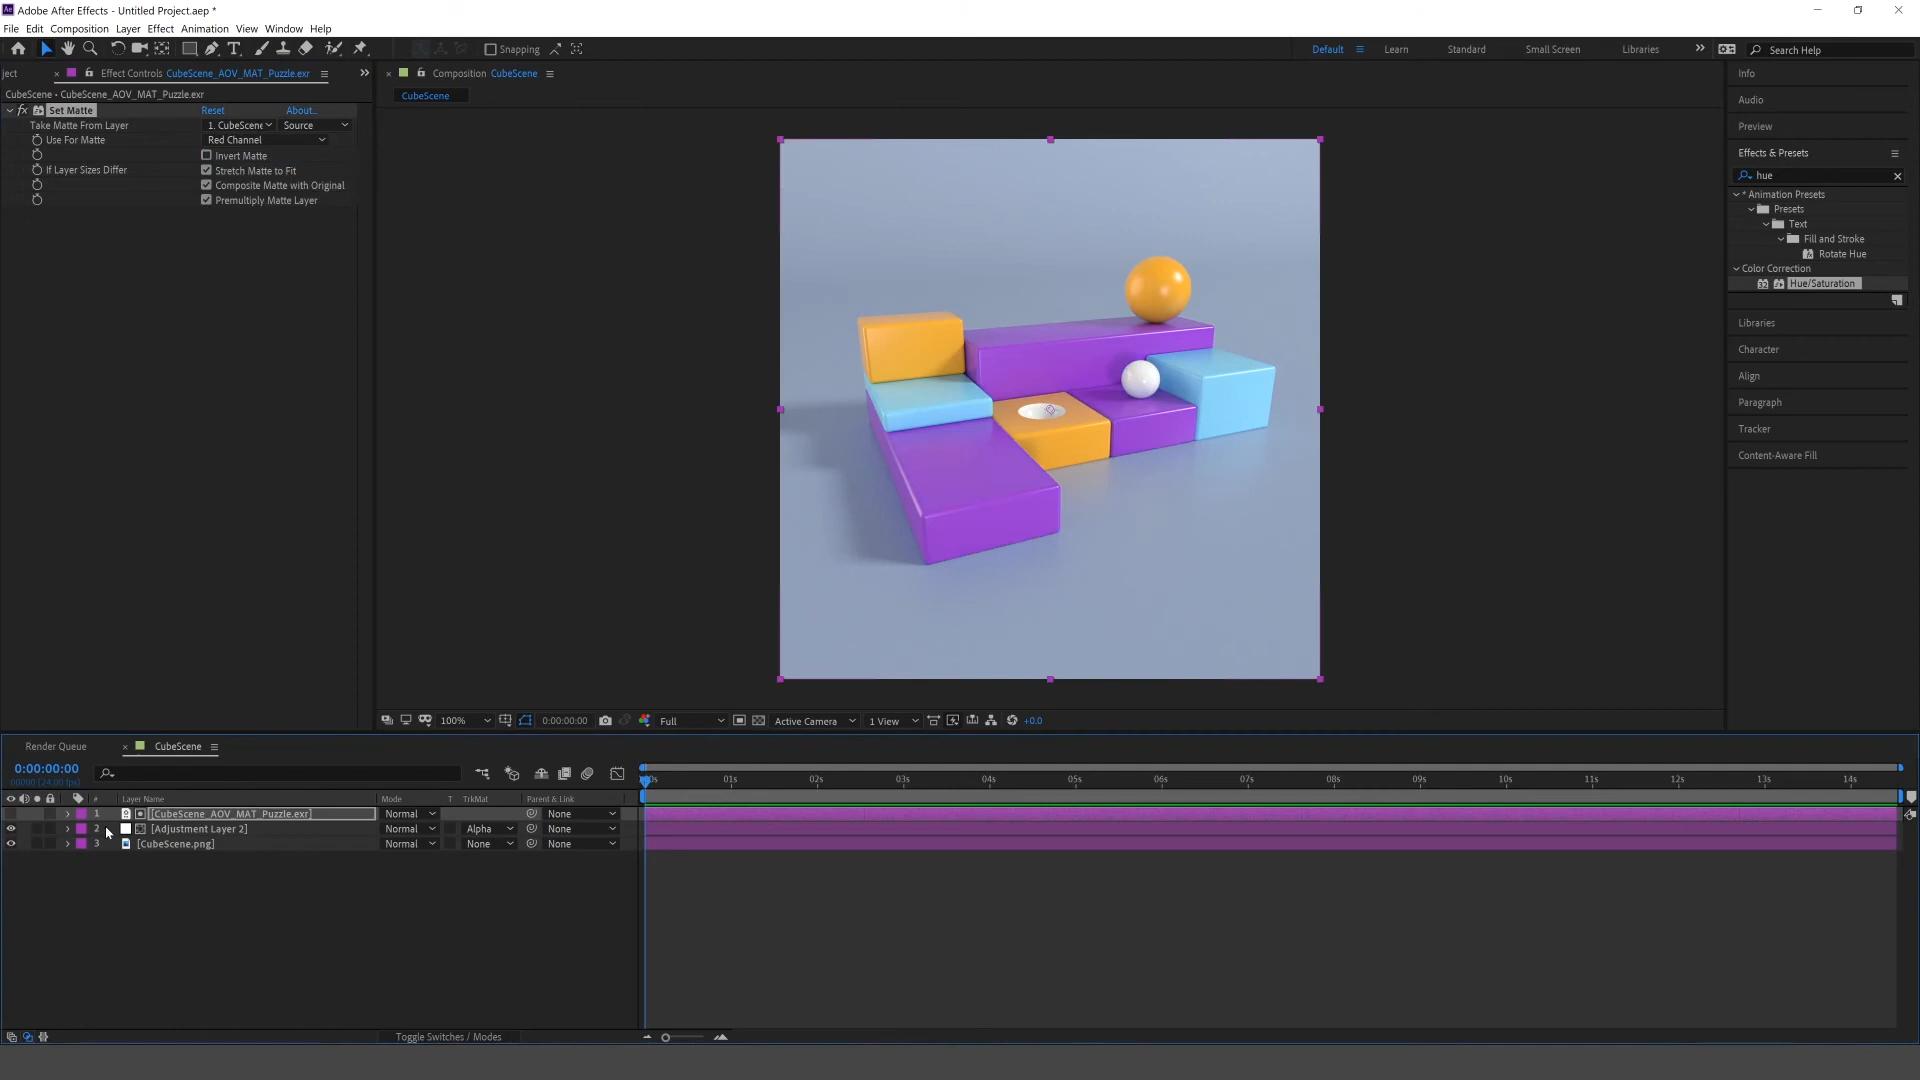 Adobe After Effects - Untitled Project.aep *
File Edit Composition Layer Effect Animation Window View Help
Snapping
Default Learn Standard Small Screen Libraries Search Help
ject Effect Controls CubeScene_AOV_MAT_Puzzle.exr
CubeScene • CubeScene_AOV_MAT_Puzzle.exr
fx Set Matte Reset About...
Take Matte From Layer 1. CubeScene Source
Use For Matte Red Channel
Invert Matte
If Layer Sizes Differ Stretch Matte to Fit
Composite Matte with Original
Premultiply Matte Layer
Composition CubeScene
CubeScene
100% 0:00:00:00 Full Active Camera 1 View +0.0
Info
Audio
Preview
Effects & Presets
hue
* Animation Presets
Presets
Text
Fill and Stroke
Rotate Hue
Color Correction
32 Hue/Saturation
Libraries
Character
Align
Paragraph
Tracker
Content-Aware Fill
Render Queue CubeScene
0:00:00:00
00000 (24.00 fps)
01s 02s 03s 04s 05s 06s 07s 08s 09s 10s 11s 12s 13s 14s
# Layer Name Mode T TrkMat Parent & Link
1 [CubeScene_AOV_MAT_Puzzle.exr] Normal None
2 [Adjustment Layer 2] Normal Alpha None
3 [CubeScene.png] Normal None None
Toggle Switches / Modes